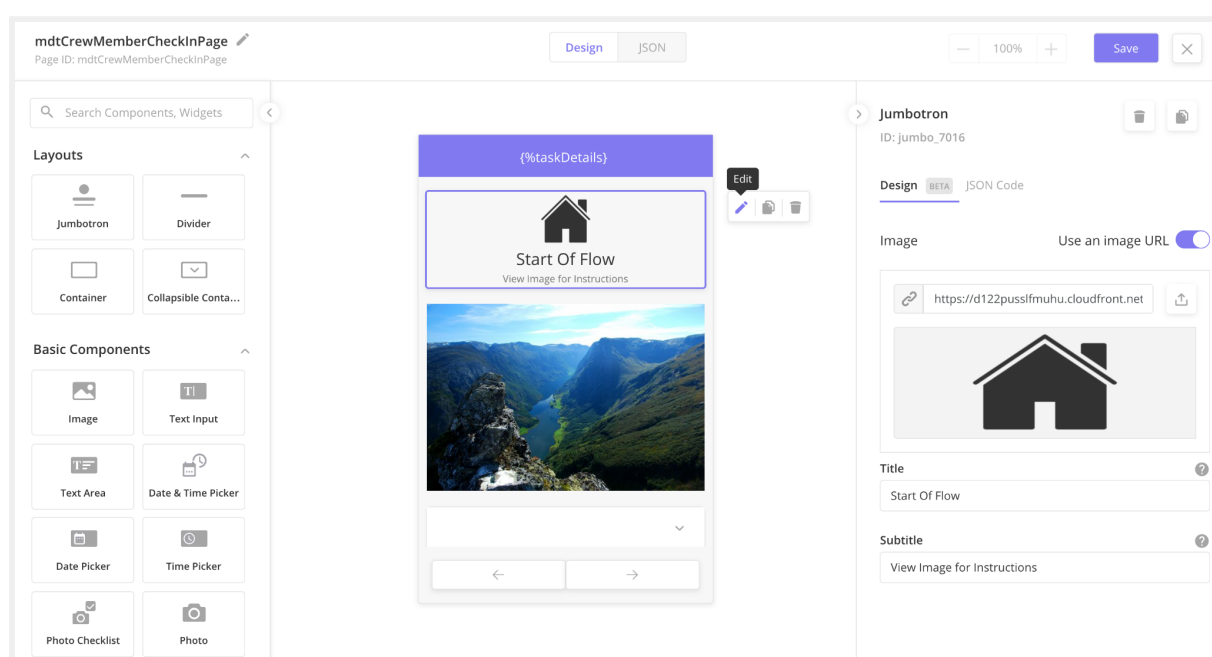 mdtCrewMemberCheckInPage
Page ID: mdtCrewMemberCheckInPage
Design JSON
100%
Save
Search Components, Widgets
Layouts
Jumbotron
Divider
Container
Collapsible Conta...
Basic Components
Image
Text Input
Text Area
Date & Time Picker
Date Picker
Time Picker
Photo Checklist
Photo
{%taskDetails}
Edit
Start Of Flow
View Image for Instructions
Jumbotron
ID: jumbo_7016
Design BETA JSON Code
Image
Use an image URL
https://d122pusslfmuhu.cloudfront.net
Title
Start Of Flow
Subtitle
View Image for Instructions